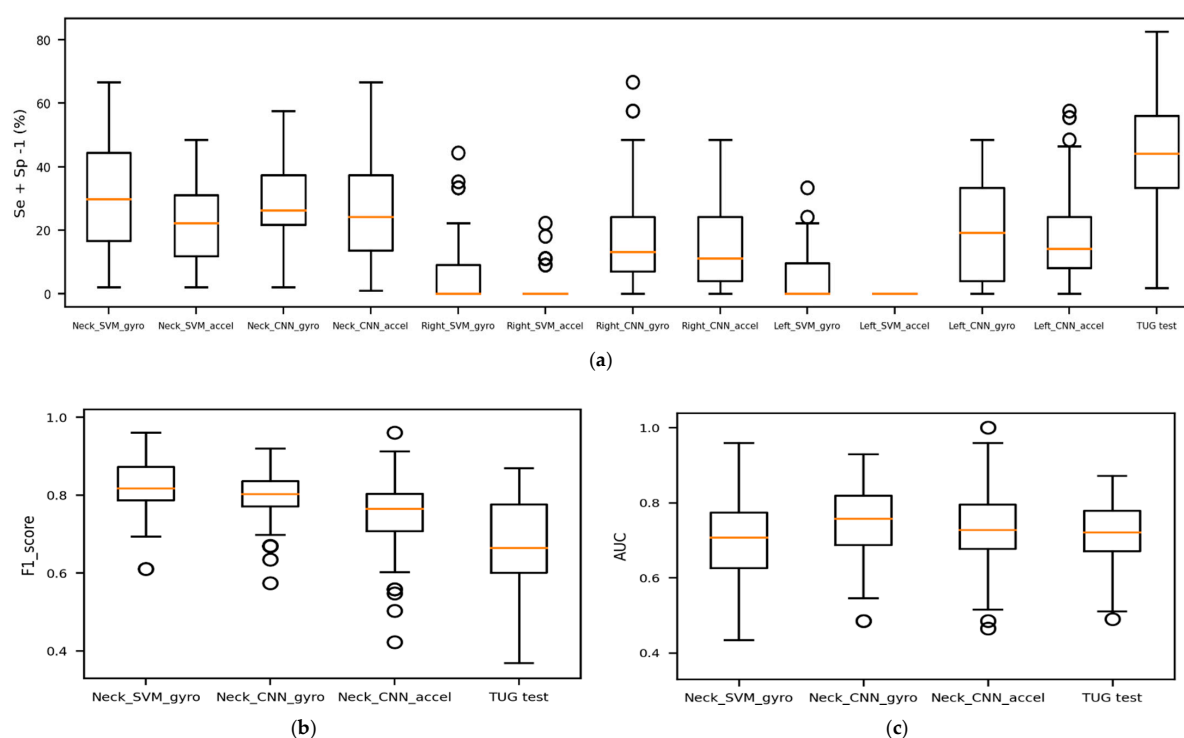 80
60
40
20
0
Se + Sp -1 (%)
Neck_SVM_gyro Neck_SVM_accel Neck_CNN_gyro Neck_CNN_accel Right_SVM_gyro Right_SVM_accel Right_CNN_gyro Right_CNN_accel Left_SVM_gyro Left_SVM_accel Left_CNN_gyro Left_CNN_accel TUG test
(a)
1.0
0.8
0.6
0.4
F1_score
Neck_SVM_gyro Neck_CNN_gyro Neck_CNN_accel TUG test
(b)
1.0
0.8
0.6
0.4
AUC
Neck_SVM_gyro Neck_CNN_gyro Neck_CNN_accel TUG test
(c)